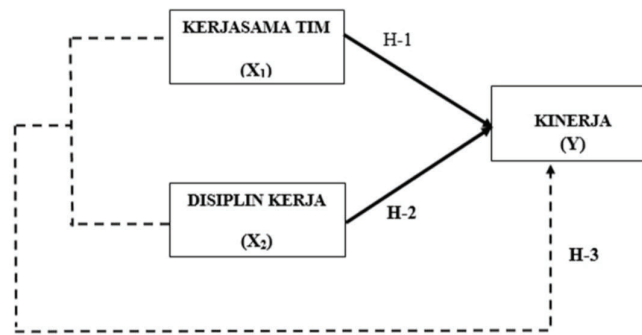 KERJASAMA TIM
(X₁)
H-1
KINERJA
(Y)
DISIPLIN KERJA
(X₂)
H-2
H-3